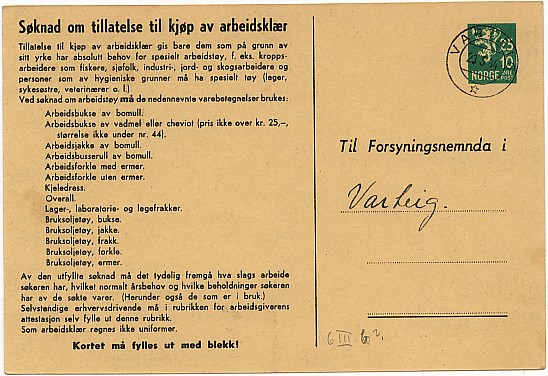 Søknad om tillatelse til kjøp av arbeidsklær
Tillatelse til kjøp av arbeidsklær gis bare dem som på grunn av
sitt yrke har absolutt behov for spesielt arbeidstøy, f. eks. kropps-
arbeidere som fiskere, sjøfolk, industri-, jord- og skogsarbeidere og
personer som av hygieniske grunner må ha spesielt tøy (leger,
sykesøstre, veterinærer o. l.)
Ved søknad om arbeidstøy må de nedennevnte varebetegnelser brukes:
Arbeidsbukse av bomull.
Arbeidsbukse av vadmel eller cheviot (pris ikke over kr. 25,–,
størrelse ikke under nr. 44).
Arbeidsjakke av bomull.
Arbeidsbusserull av bomull.
Arbeidsforkle med ermer.
Arbeidsforkle uten ermer.
Kjeledress.
Overall.
Lager-, laboratorie- og legefrakker.
Bruksoljetøy, bukse.
Bruksoljetøy, jakke.
Bruksoljetøy, frakk.
Bruksoljetøy, forkle.
Bruksoljetøy, ermer.
Av den utfylte søknad må det tydelig fremgå hva slags arbeide
søkeren har, hvilket normalt årsbehov og hvilke beholdninger søkeren
har av de søkte varer. (Herunder også de som er i bruk.)
Selvstendige erhvervsdrivende må i rubrikken for arbeidsgiverens
attestasjon selv fylle ut denne rubrikk.
Som arbeidsklær regnes ikke uniformer.
Kortet må fylles ut med blekk!
25
10
NORGE ØRE
POST
Til Forsyningsnemnda i
Varteig.
6 III